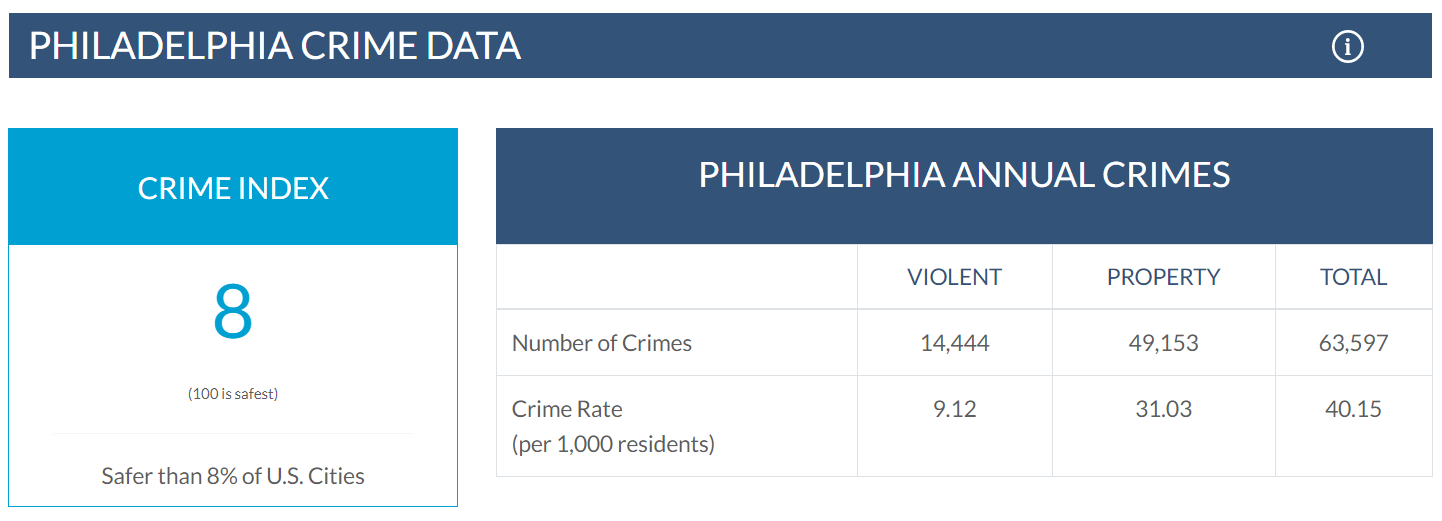 PHILADELPHIA CRIME DATA
CRIME INDEX
8
(100 is safest)
Safer than 8% of U.S. Cities
PHILADELPHIA ANNUAL CRIMES
VIOLENT PROPERTY TOTAL
Number of Crimes 14,444 49,153 63,597
Crime Rate 9.12 31.03 40.15
(per 1,000 residents)